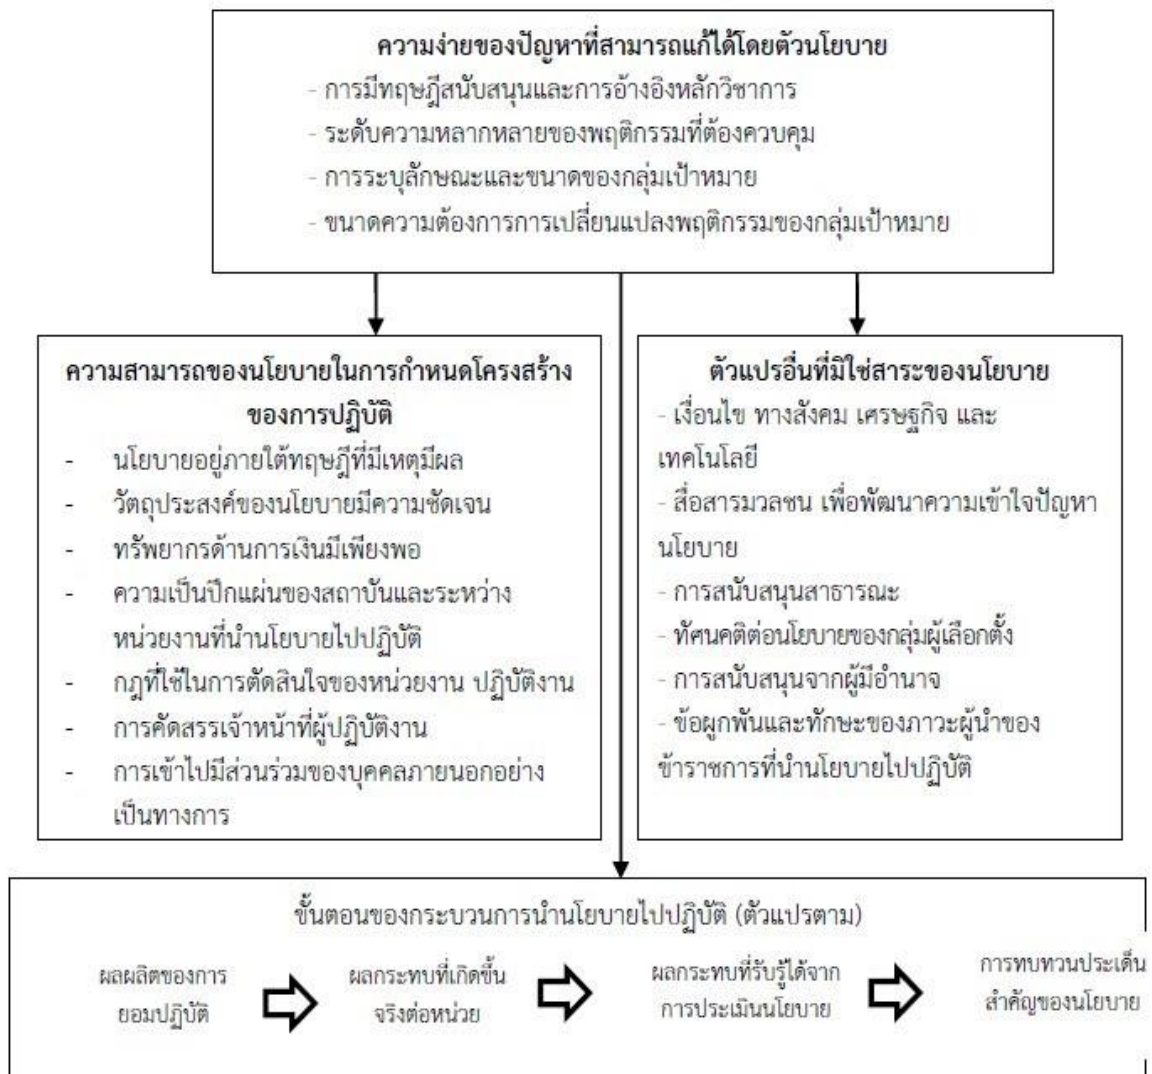 ความง่ายของปัญหาที่สามารถแก้ได้โดยตัวนโยบาย
- การมีทฤษฎีสนับสนุนและการอ้างอิงหลักวิชาการ
- ระดับความหลากหลายของพฤติกรรมที่ต้องควบคุม
- การระบุลักษณะและขนาดของกลุ่มเป้าหมาย
- ขนาดความต้องการการเปลี่ยนแปลงพฤติกรรมของกลุ่มเป้าหมาย
ความสามารถของนโยบายในการกำหนดโครงสร้าง
ของการปฏิบัติ
- นโยบายอยู่ภายใต้ทฤษฎีที่มีเหตุมีผล
- วัตถุประสงค์ของนโยบายมีความชัดเจน
- ทรัพยากรด้านการเงินมีเพียงพอ
- ความเป็นปึกแผ่นของสถาบันและระหว่าง
หน่วยงานที่นำนโยบายไปปฏิบัติ
- กฎที่ใช้ในการตัดสินใจของหน่วยงาน ปฏิบัติงาน
- การคัดสรรเจ้าหน้าที่ผู้ปฏิบัติงาน
- การเข้าไปมีส่วนร่วมของบุคคลภายนอกอย่าง
เป็นทางการ
ตัวแปรอื่นที่มิใช่สาระของนโยบาย
- เงื่อนไข ทางสังคม เศรษฐกิจ และ
เทคโนโลยี
- สื่อสารมวลชน เพื่อพัฒนาความเข้าใจปัญหา
นโยบาย
- การสนับสนุนสาธารณะ
- ทัศนคติต่อนโยบายของกลุ่มผู้เลือกตั้ง
- การสนับสนุนจากผู้มีอำนาจ
- ข้อผูกพันและทักษะของภาวะผู้นำของ
ข้าราชการที่นำนโยบายไปปฏิบัติ
ขั้นตอนของกระบวนการนำนโยบายไปปฏิบัติ (ตัวแปรตาม)
ผลผลิตของการ
ยอมปฏิบัติ
ผลกระทบที่เกิดขึ้น
จริงต่อหน่วย
ผลกระทบที่รับรู้ได้จาก
การประเมินนโยบาย
การทบทวนประเด็น
สำคัญของนโยบาย